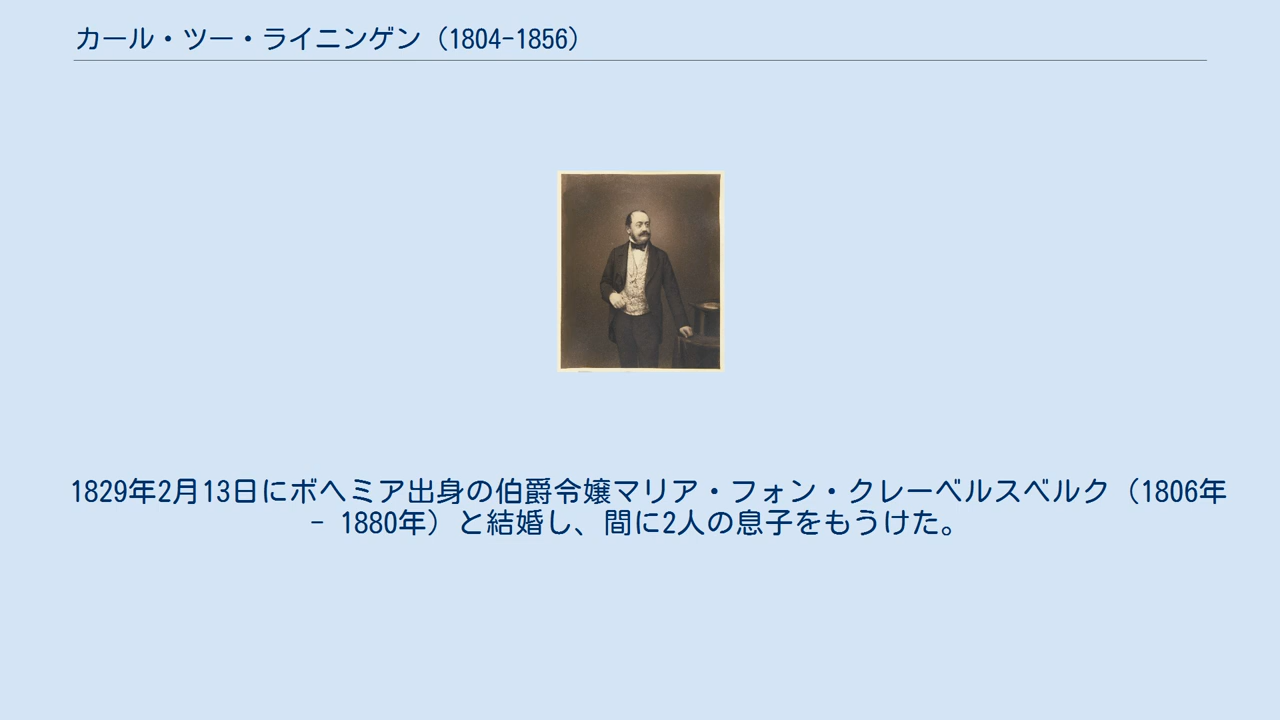 カール・ツー・ライニンゲン（1804-1856）
1829年2月13日にボヘミア出身の伯爵令嬢マリア・フォン・クレーベルスベルク（1806年
- 1880年）と結婚し、間に2人の息子をもうけた。